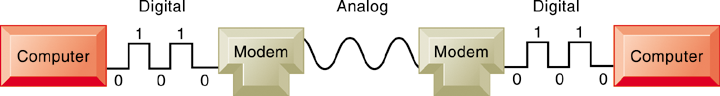 Digital Analog Digital
1 1 1 1
Computer Modem Modem Computer
0 0 0 0 0 0